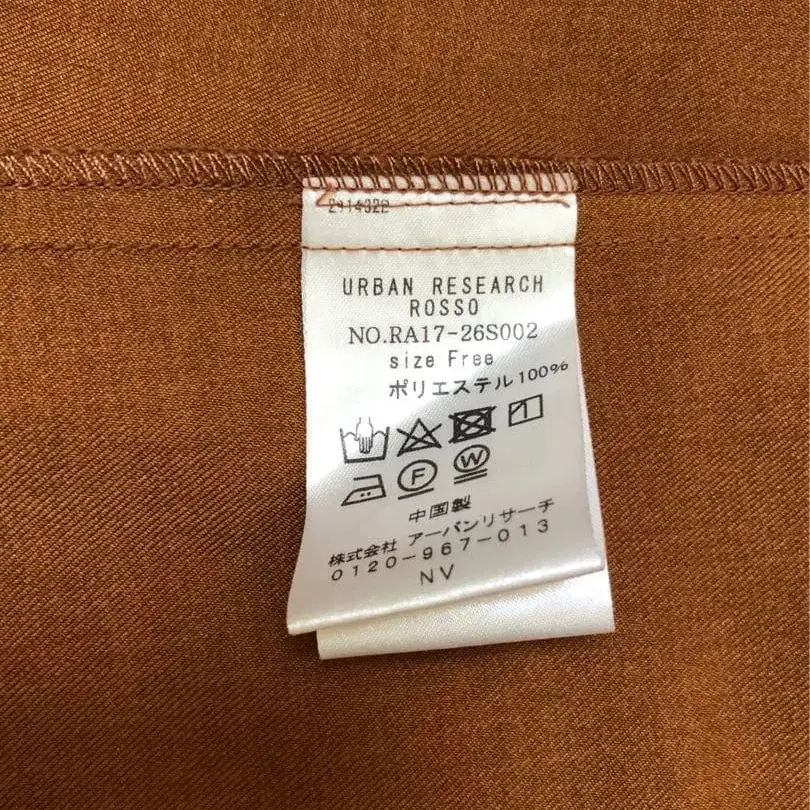 2914322
URBAN RESEARCH
ROSSO
NO.RA17-26S002
size Free
ポリエステル100%
F
W
中国製
株式会社 アーバンリサーチ
0120-967-013
NV